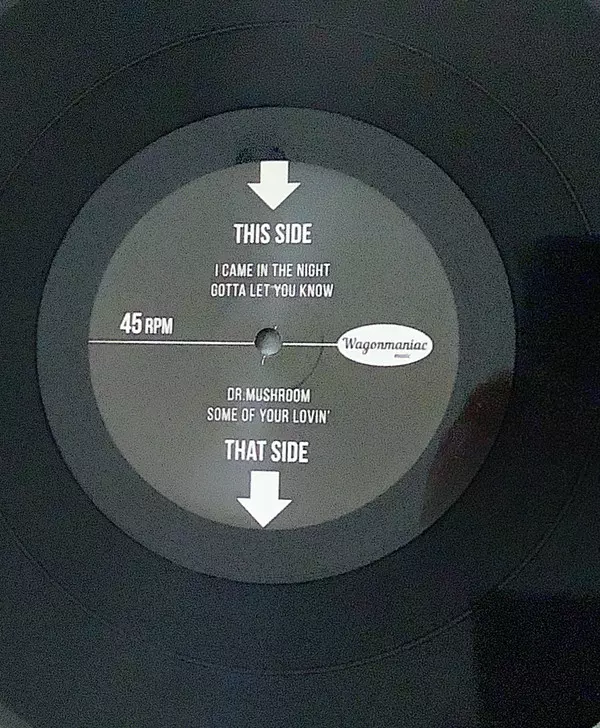 THIS SIDE
I CAME IN THE NIGHT
GOTTA LET YOU KNOW
45 RPM
Wagonmaniac
music
DR.MUSHROOM
SOME OF YOUR LOVIN'
THAT SIDE